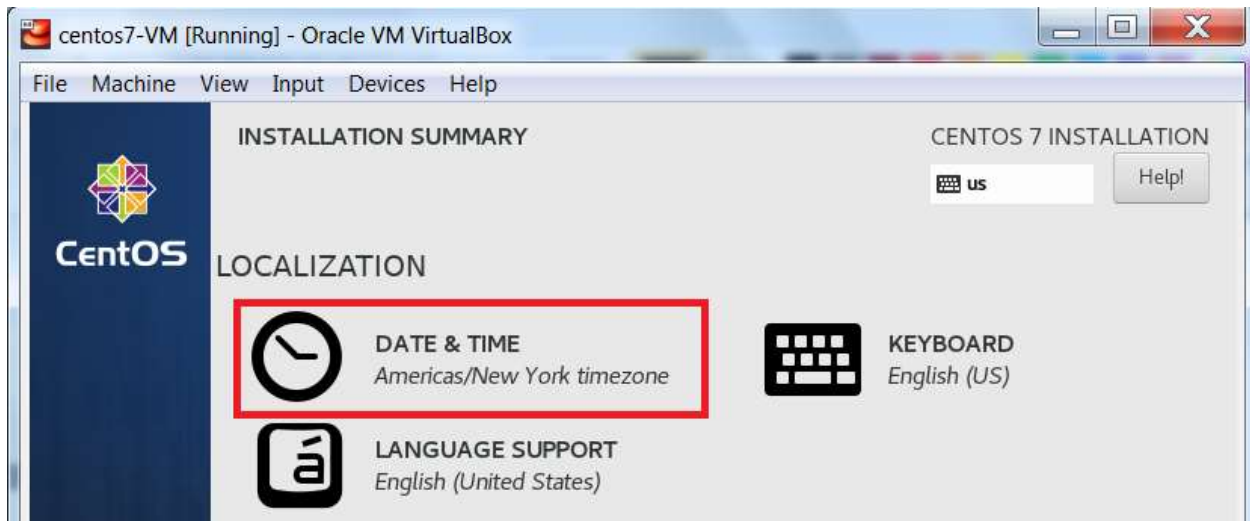 centos7-VM [Running] - Oracle VM VirtualBox
File Machine View Input Devices Help
INSTALLATION SUMMARY
CENTOS 7 INSTALLATION
us
Help!
CentOS
LOCALIZATION
DATE & TIME
Americas/New York timezone
KEYBOARD
English (US)
á
LANGUAGE SUPPORT
English (United States)